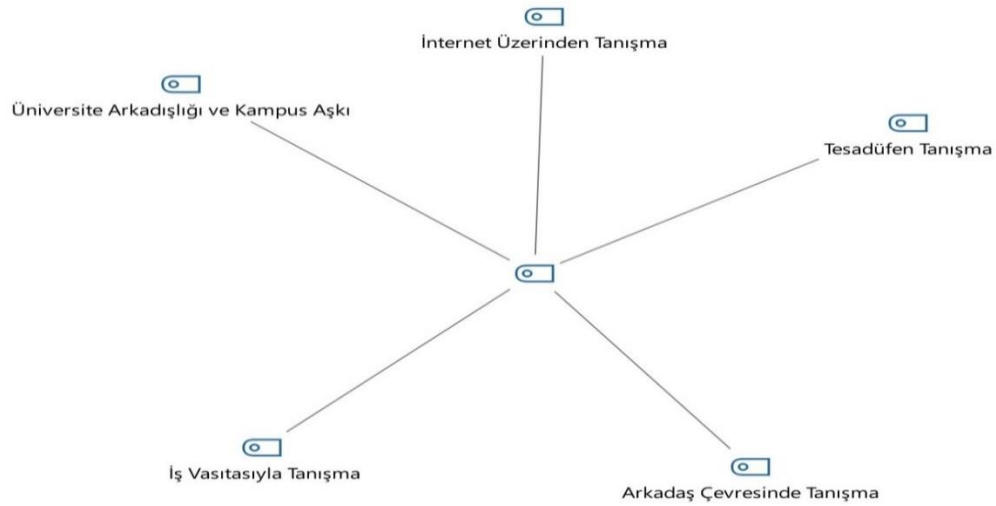 İnternet Üzerinden Tanışma
Üniversite Arkadışlığı ve Kampus Aşkı
Tesadüfen Tanışma
İş Vasıtasıyla Tanışma
Arkadaş Çevresinde Tanışma